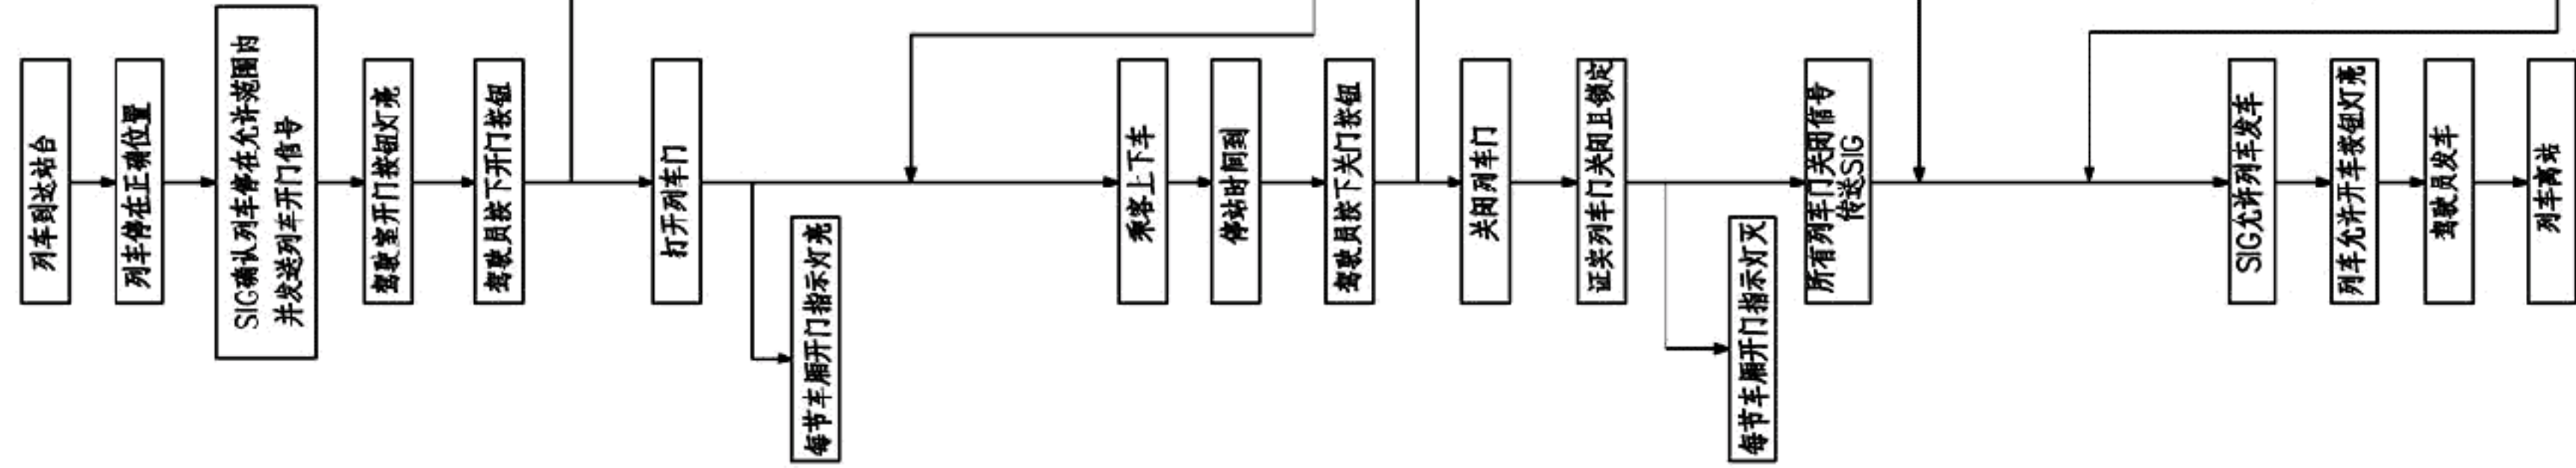 列车到达站台
列车停在正确位置
SIG确认列车停在允许范围内
并发送列车开门信号
驾驶室开门按钮灯亮
驾驶员按下开门按钮
打开列车门
每节车厢开门指示灯亮
乘客上下车
停站时间到
驾驶员按下关门按钮
关闭列车门
证实列车门关闭且锁定
每节车厢开门指示灯灭
所有列车门关闭信号
传送SIG
SIG允许列车发车
列车允许开车按钮灯亮
驾驶员发车
列车离站